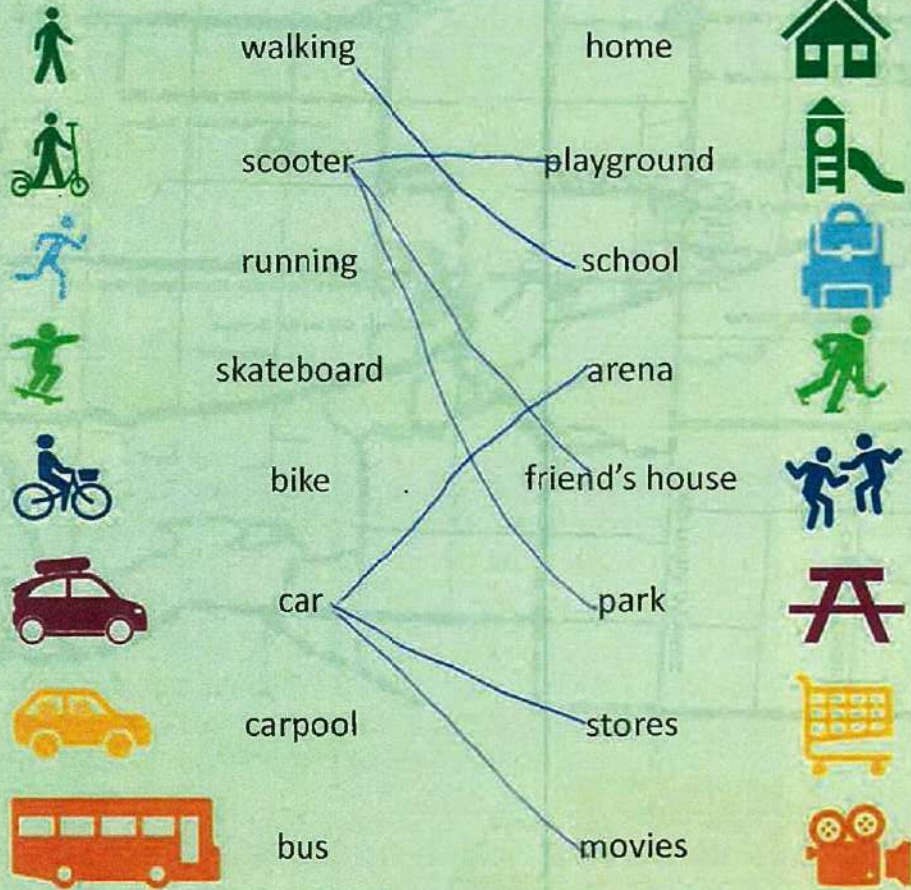 walking home
scooter playground
running school
skateboard arena
bike friend's house
car park
carpool stores
bus movies